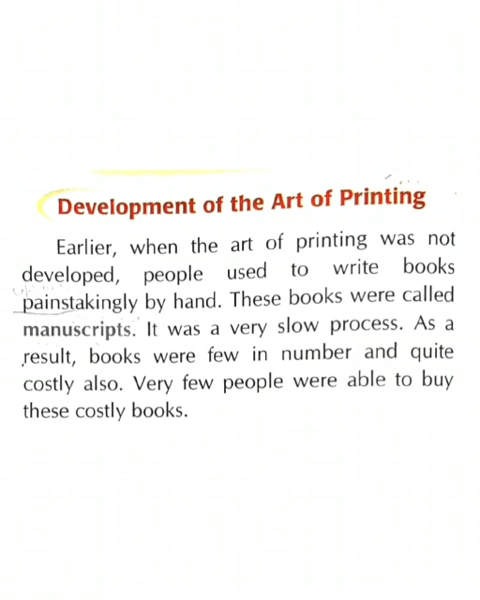 Development of the Art of Printing
Earlier, when the art of printing was not
developed, people used to write books
painstakingly by hand. These books were called
manuscripts. It was a very slow process. As a
result, books were few in number and quite
costly also. Very few people were able to buy
these costly books.